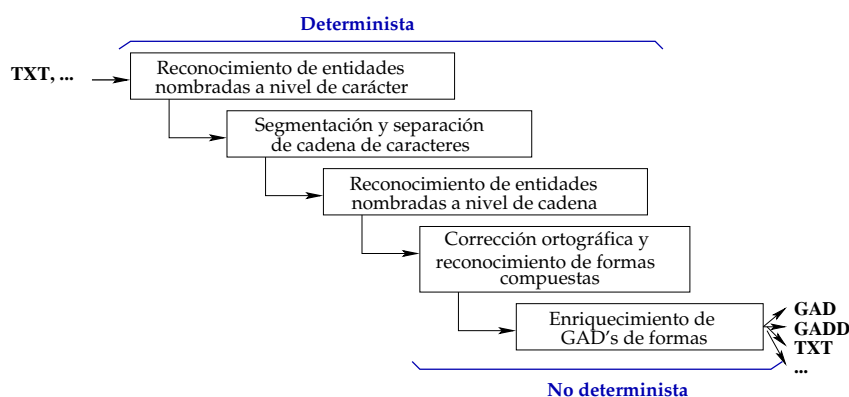 Determinista
TXT, ...
Reconocimiento de entidades
nombradas a nivel de carácter
Segmentación y separación
de cadena de caracteres
Reconocimiento de entidades
nombradas a nivel de cadena
Corrección ortográfica y
reconocimiento de formas
compuestas
Enriquecimiento de
GAD's de formas
GAD
GADD
TXT
...
No determinista